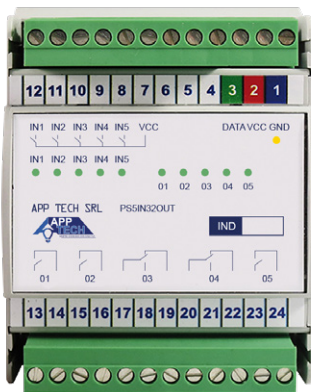 12 11 10 9 8 7 6 5 4 3 2 1
IN1 IN2 IN3 IN4 IN5 VCC DATA VCC GND
IN1 IN2 IN3 IN4 IN5
01 02 03 04 05
APP TECH SRL PS5IN32OUT
APP
TECH
IND
01 02 03 04 05
13 14 15 16 17 18 19 20 21 22 23 24